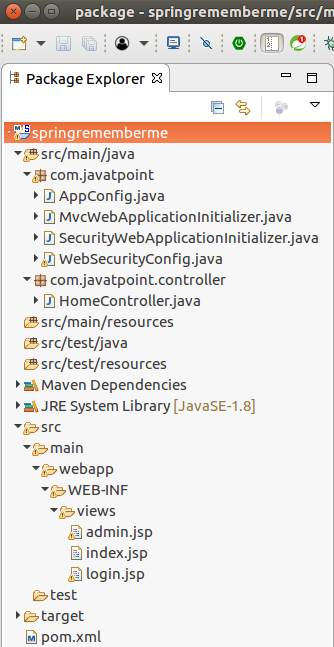 package - springrememberme/src/m
Package Explorer
springrememberme
src/main/java
com.javatpoint
AppConfig.java
MvcWebApplicationInitializer.java
SecurityWebApplicationInitializer.java
WebSecurityConfig.java
com.javatpoint.controller
HomeController.java
src/main/resources
src/test/java
src/test/resources
Maven Dependencies
JRE System Library [JavaSE-1.8]
src
main
webapp
WEB-INF
views
admin.jsp
index.jsp
login.jsp
test
target
pom.xml